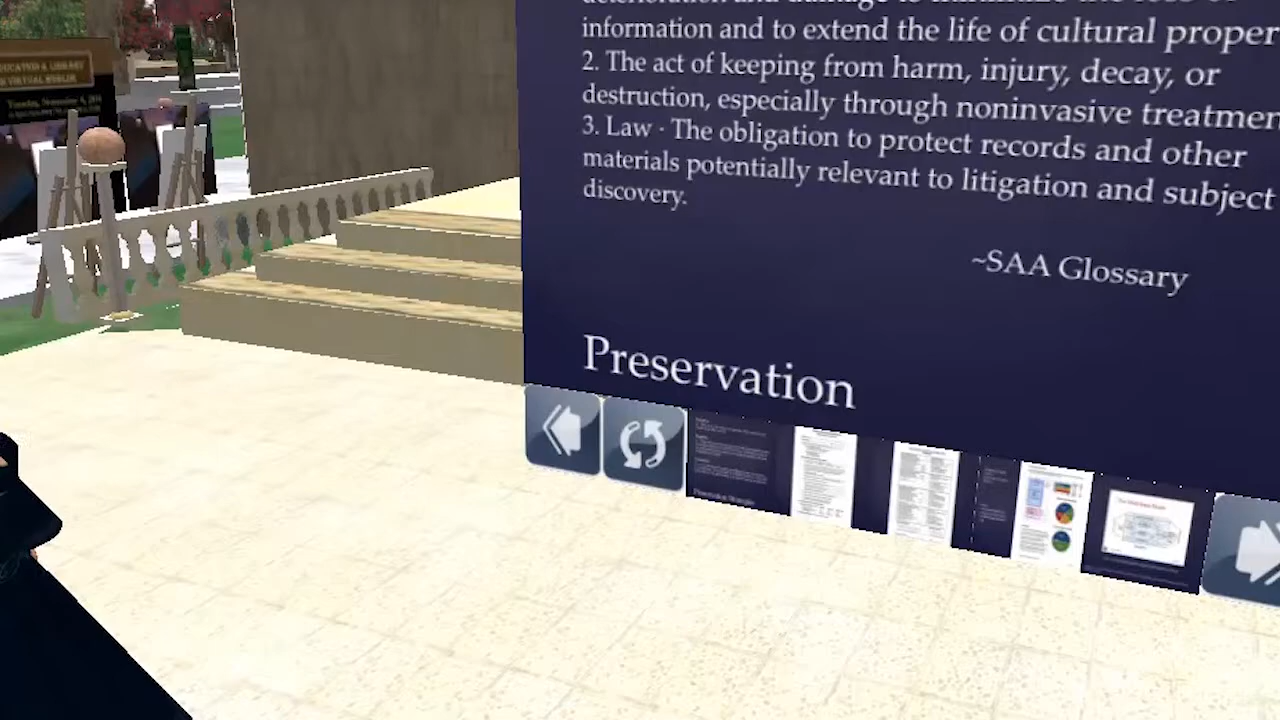 information and to extend the life of cultural proper
2. The act of keeping from harm, injury, decay, or
destruction, especially through noninvasive treatmen
3. Law · The obligation to protect records and other
materials potentially relevant to litigation and subject
discovery.
~SAA Glossary
Preservation